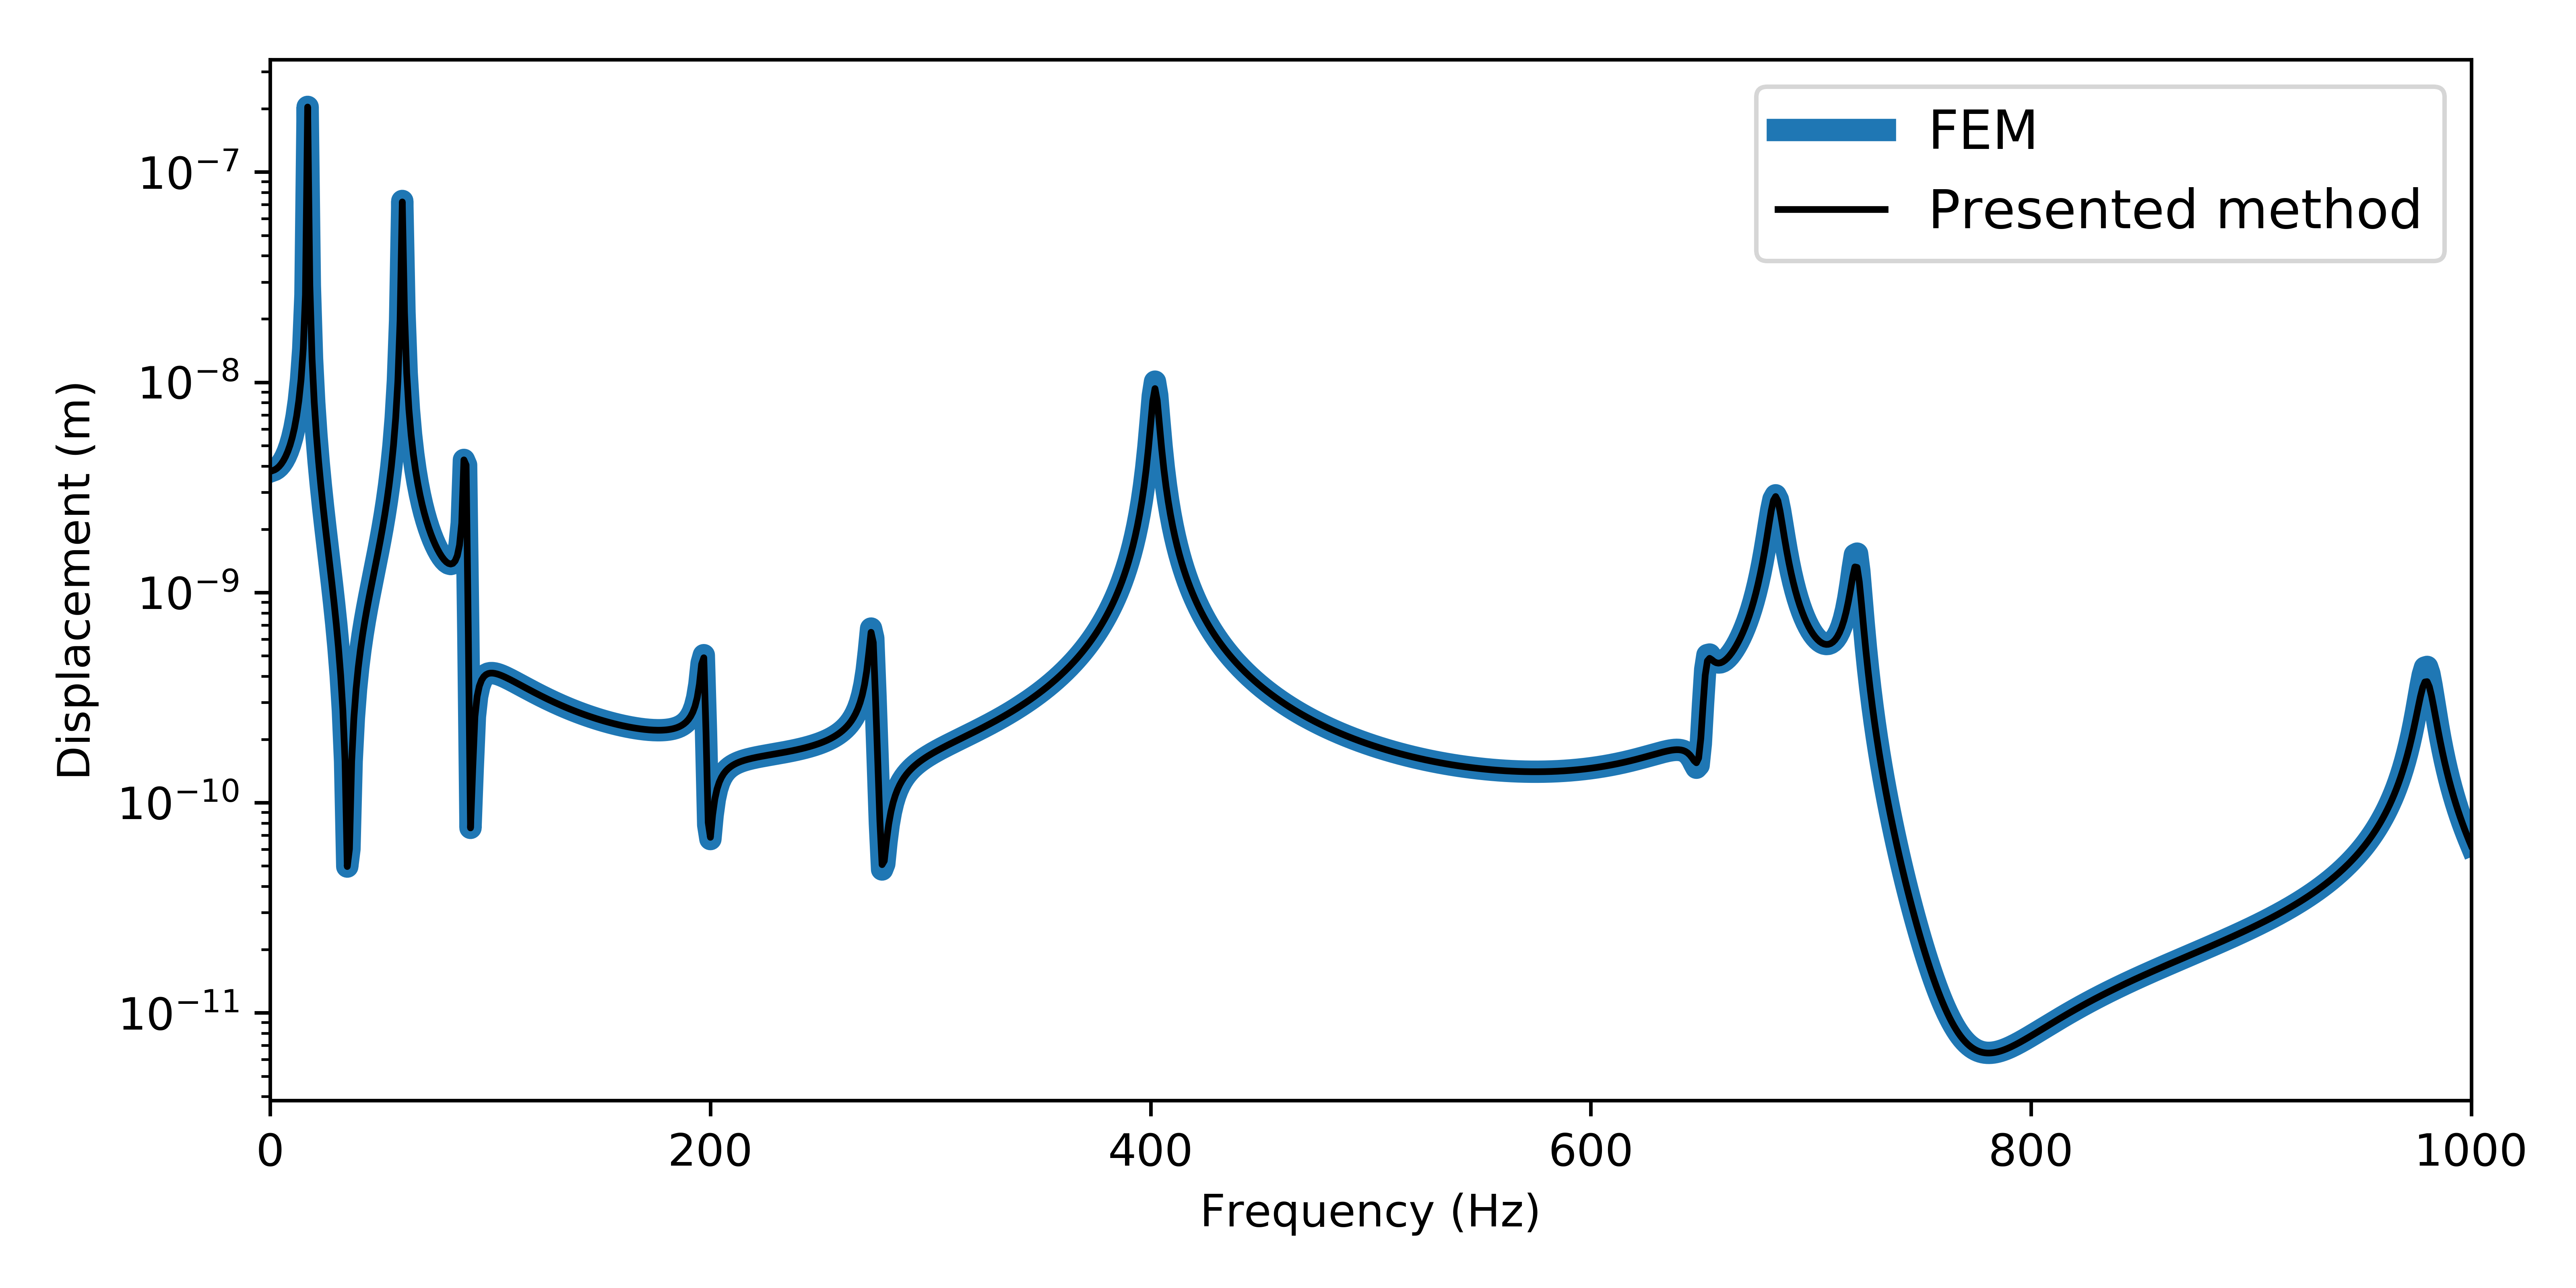 FEM
Presented method
Displacement (m)
10⁻⁷
10⁻⁸
10⁻⁹
10⁻¹⁰
10⁻¹¹
0 200 400 600 800 1000
Frequency (Hz)